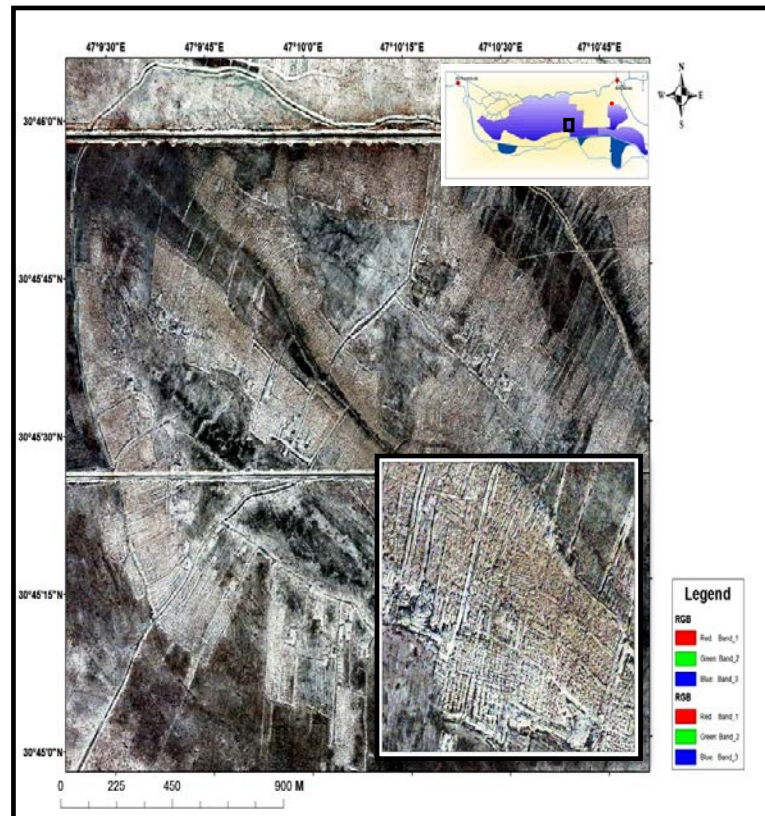 47°9'30"E 47°9'45"E 47°10'0"E 47°10'15"E 47°10'30"E 47°10'45"E
N
W E
S
30°46'0"N
30°45'45"N
30°45'30"N
30°45'15"N
30°45'0"N
Legend
RGB
Red: Band_1
Green: Band_2
Blue: Band_3
RGB
Red: Band_1
Green: Band_2
Blue: Band_3
0 225 450 900 M